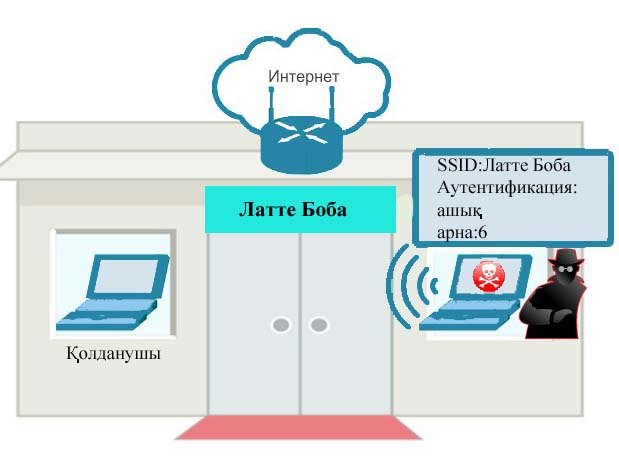 Интернет
SSID:Латте Боба
Аутентификация:
ашық
арна:6
Латте Боба
Қолданушы